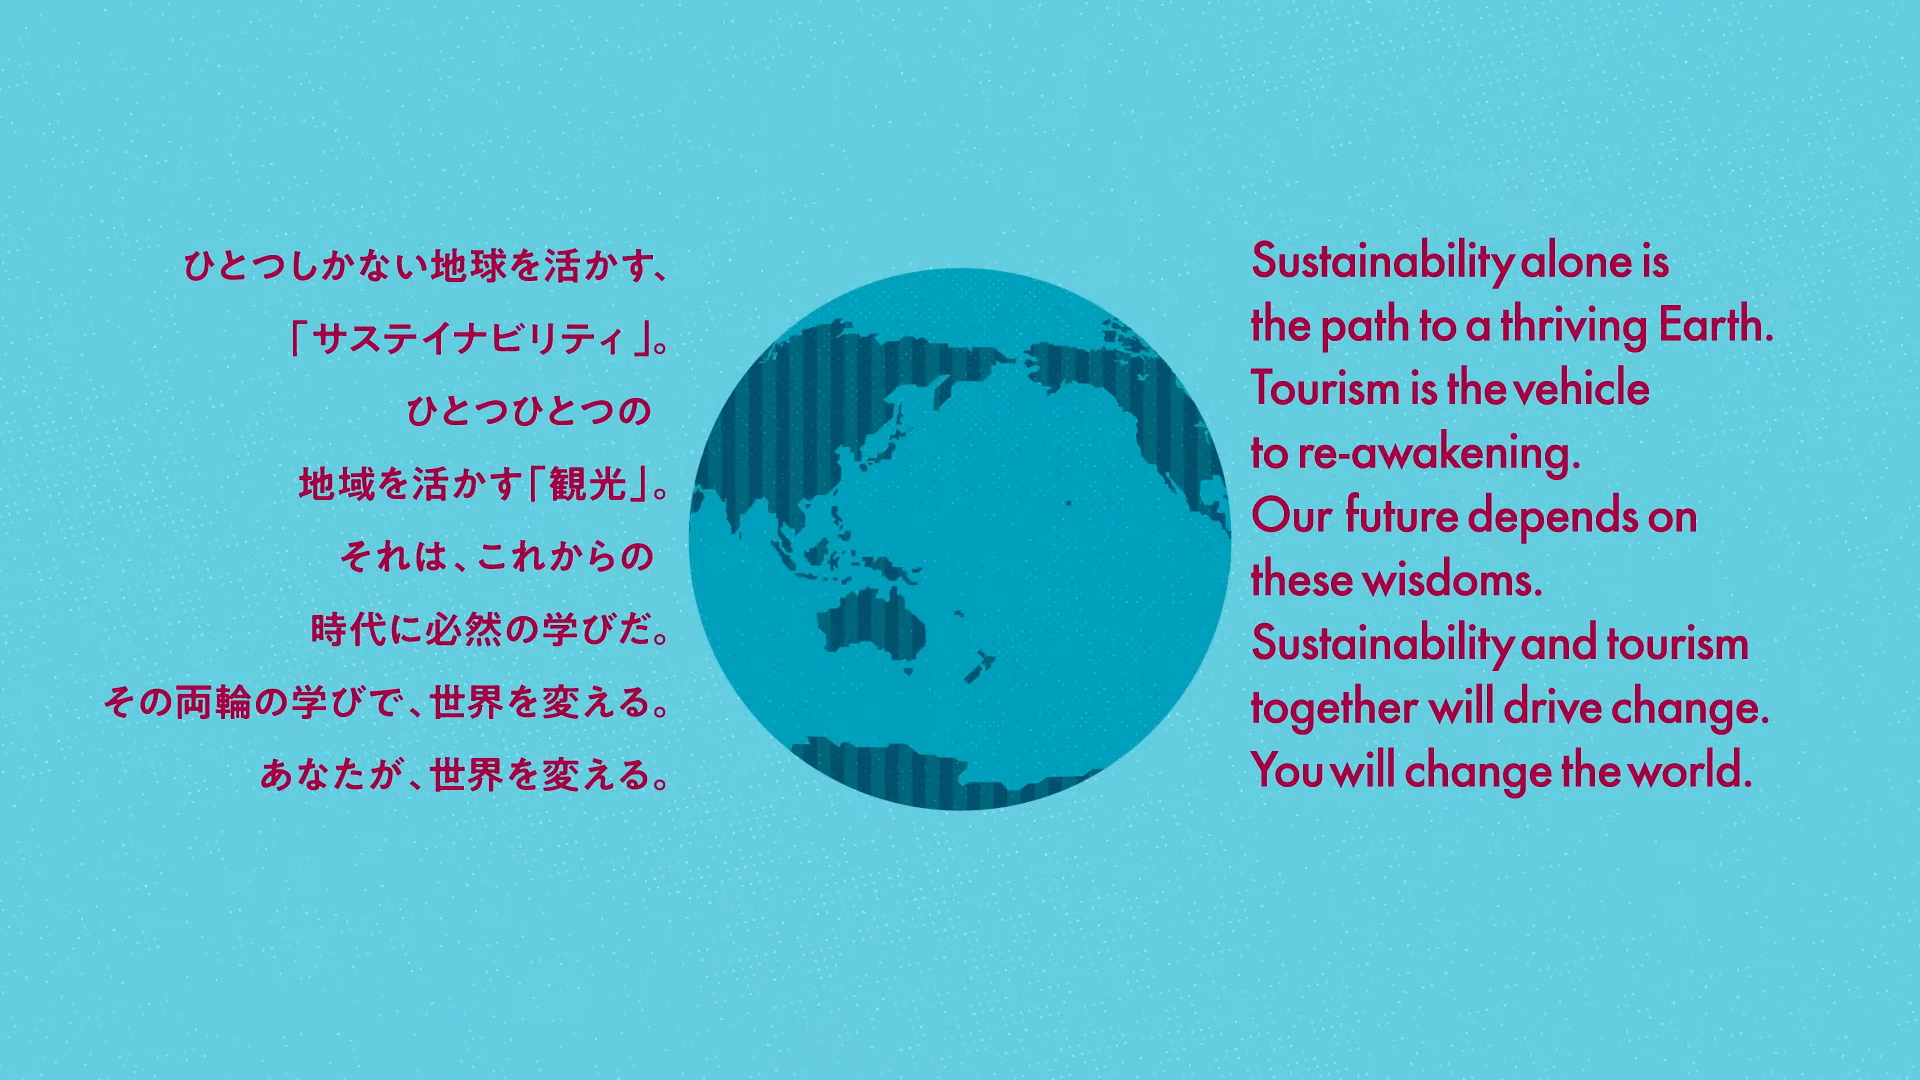 ひとつしかない地球を活かす、
「サステイナビリティ」。
ひとつひとつの
地域を活かす「観光」。
それは、これからの
時代に必然の学びだ。
その両輪の学びで、世界を変える。
あなたが、世界を変える。
Sustainability alone is
the path to a thriving Earth.
Tourism is the vehicle
to re-awakening.
Our future depends on
these wisdoms.
Sustainability and tourism
together will drive change.
You will change the world.